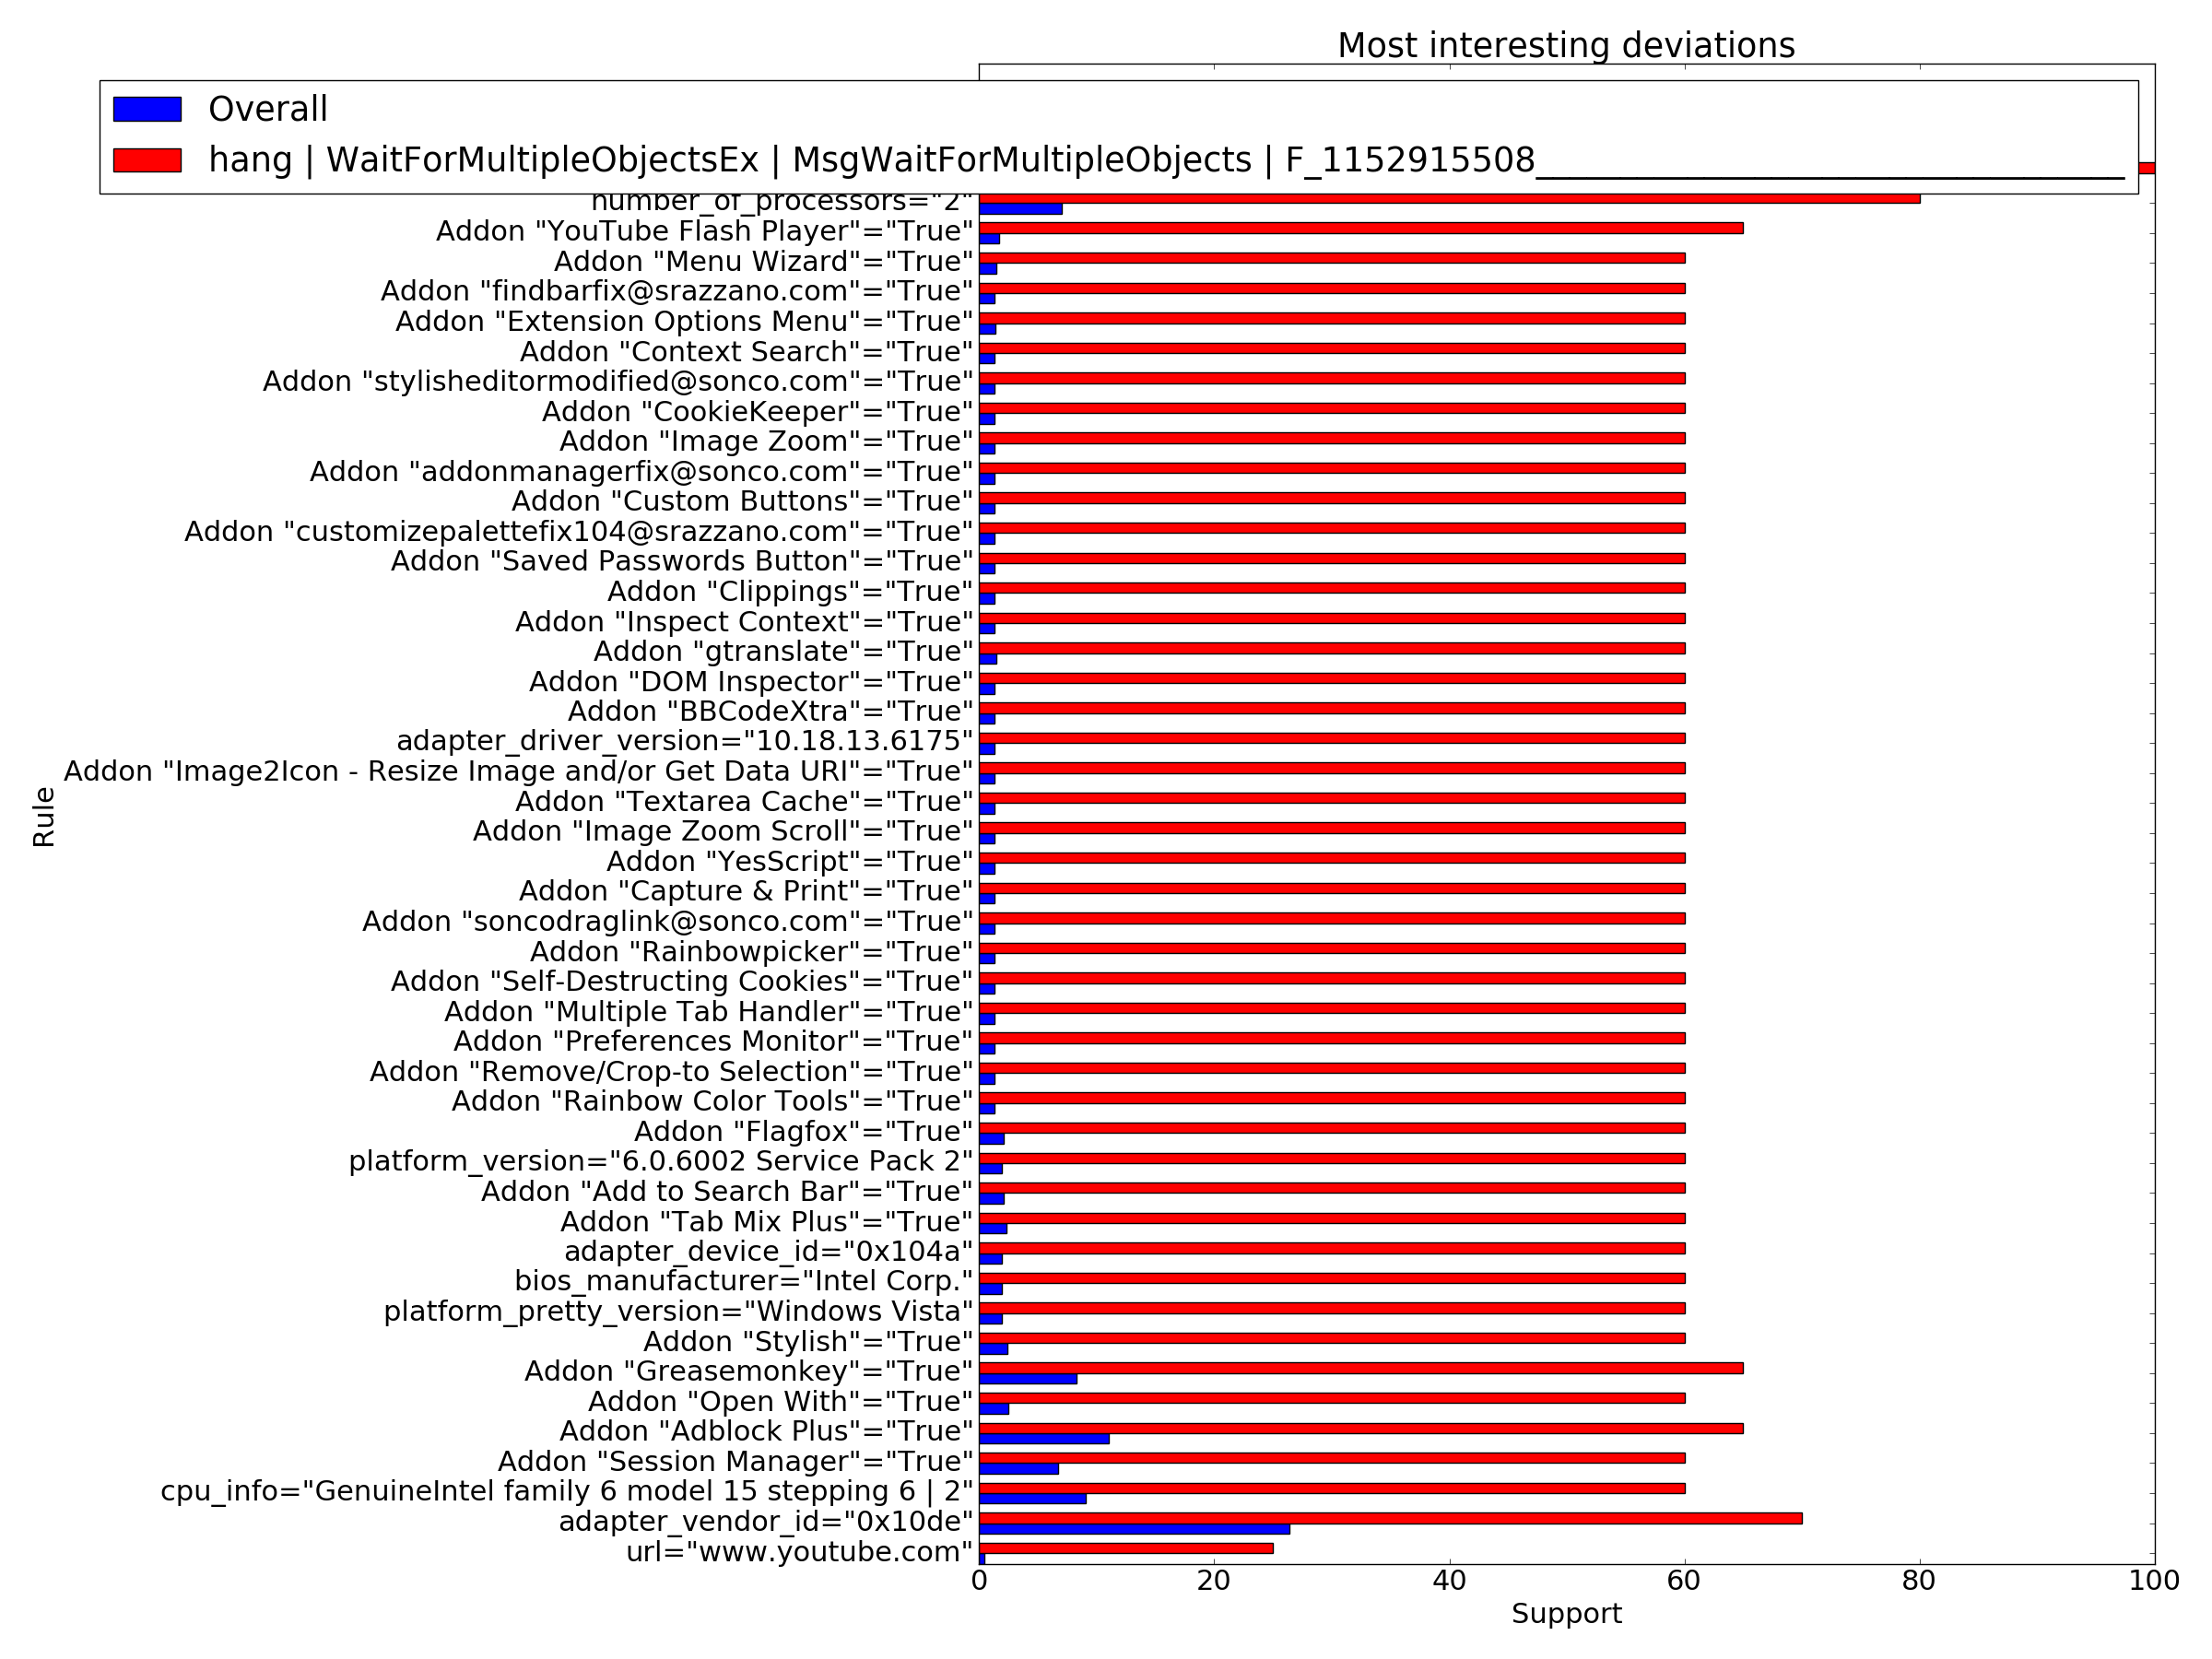 Most interesting deviations
Overall
hang | WaitForMultipleObjectsEx | MsgWaitForMultipleObjects | F_1152915508___________________________________
number_of_processors="2"
Addon "YouTube Flash Player"="True"
Addon "Menu Wizard"="True"
Addon "findbarfix@srazzano.com"="True"
Addon "Extension Options Menu"="True"
Addon "Context Search"="True"
Addon "stylisheditormodified@sonco.com"="True"
Addon "CookieKeeper"="True"
Addon "Image Zoom"="True"
Addon "addonmanagerfix@sonco.com"="True"
Addon "Custom Buttons"="True"
Addon "customizepalettefix104@srazzano.com"="True"
Addon "Saved Passwords Button"="True"
Addon "Clippings"="True"
Addon "Inspect Context"="True"
Addon "gtranslate"="True"
Addon "DOM Inspector"="True"
Addon "BBCodeXtra"="True"
adapter_driver_version="10.18.13.6175"
Addon "Image2Icon - Resize Image and/or Get Data URI"="True"
Addon "Textarea Cache"="True"
Addon "Image Zoom Scroll"="True"
Addon "YesScript"="True"
Addon "Capture & Print"="True"
Addon "soncodraglink@sonco.com"="True"
Addon "Rainbowpicker"="True"
Addon "Self-Destructing Cookies"="True"
Addon "Multiple Tab Handler"="True"
Addon "Preferences Monitor"="True"
Addon "Remove/Crop-to Selection"="True"
Addon "Rainbow Color Tools"="True"
Addon "Flagfox"="True"
platform_version="6.0.6002 Service Pack 2"
Addon "Add to Search Bar"="True"
Addon "Tab Mix Plus"="True"
adapter_device_id="0x104a"
bios_manufacturer="Intel Corp."
platform_pretty_version="Windows Vista"
Addon "Stylish"="True"
Addon "Greasemonkey"="True"
Addon "Open With"="True"
Addon "Adblock Plus"="True"
Addon "Session Manager"="True"
cpu_info="GenuineIntel family 6 model 15 stepping 6 | 2"
adapter_vendor_id="0x10de"
url="www.youtube.com"
Rule
0 20 40 60 80 100
Support